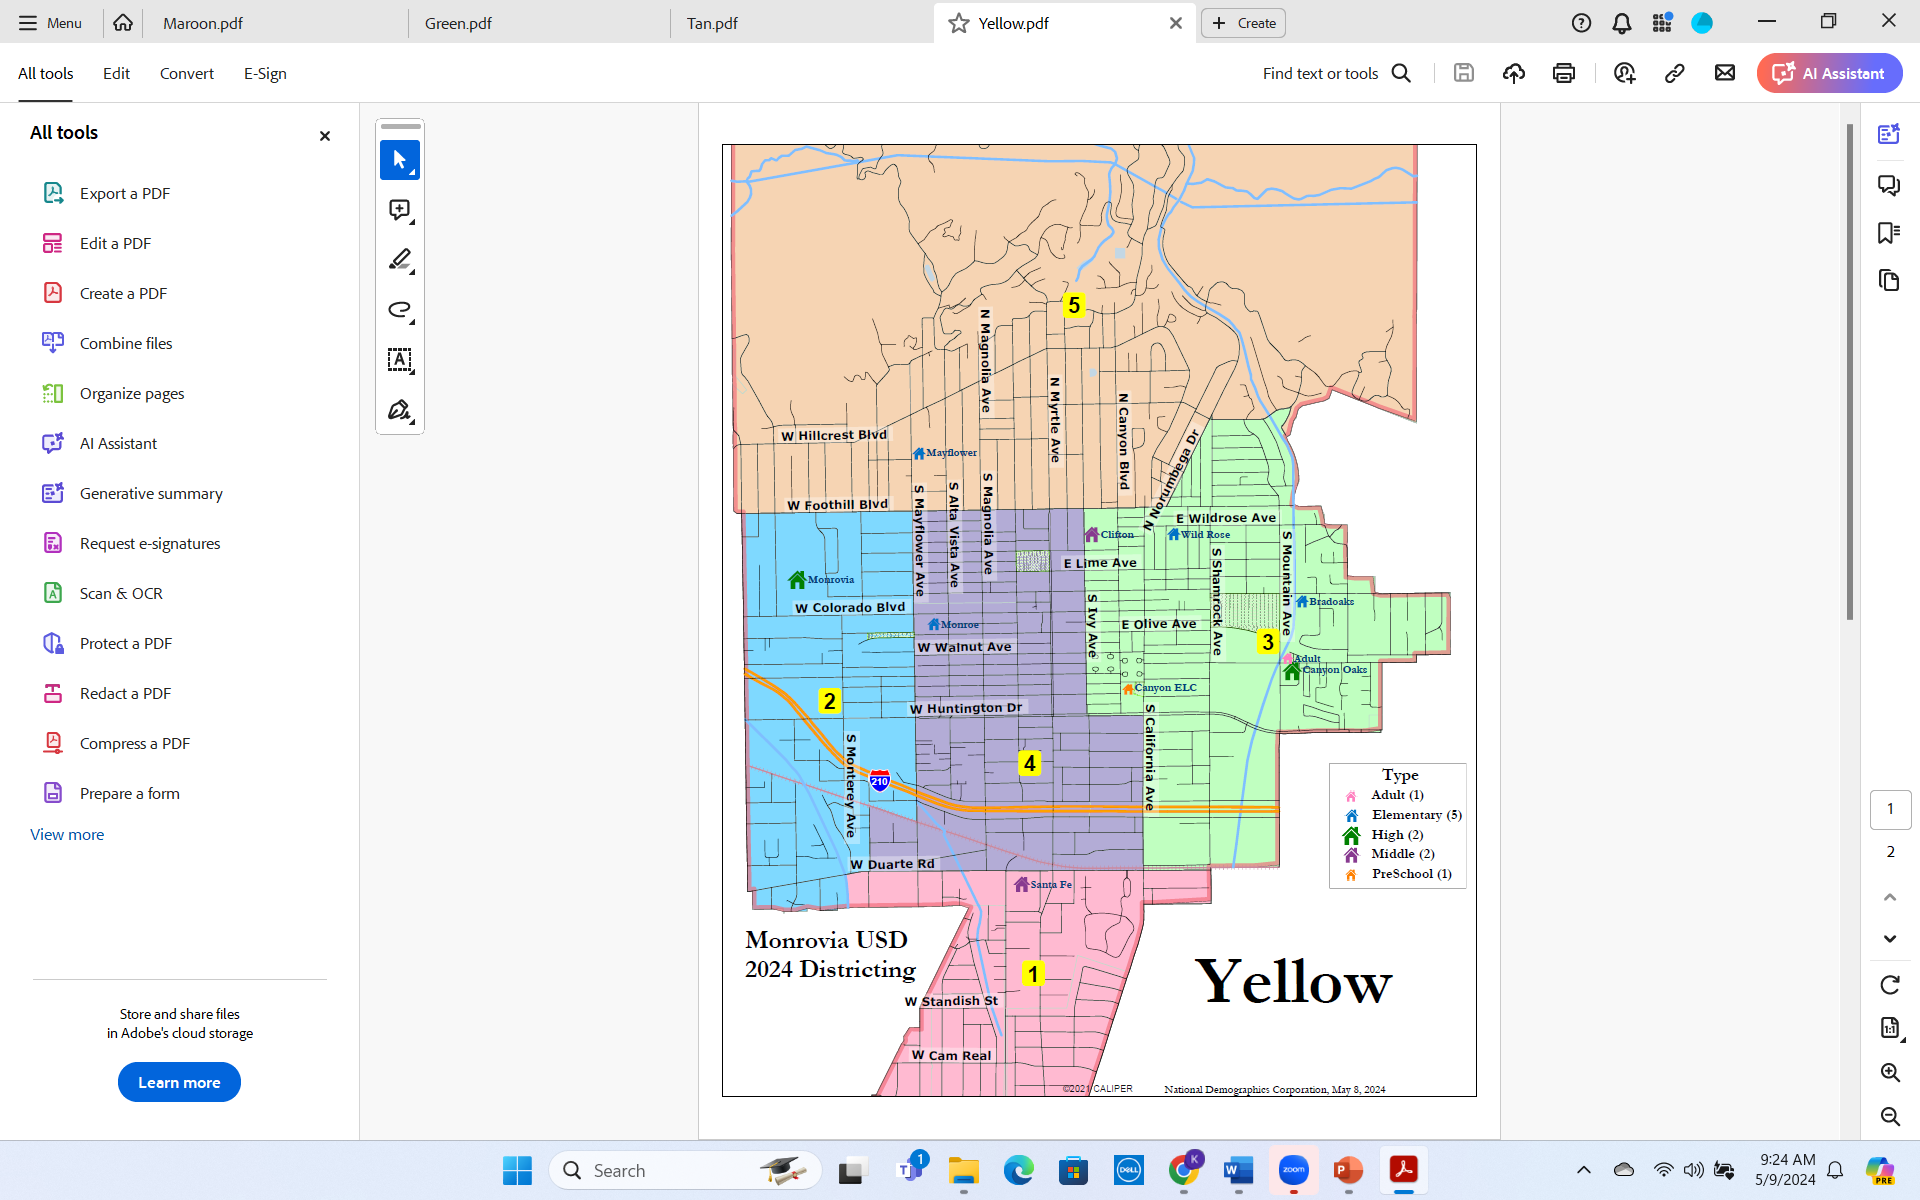 Menu
Maroon.pdf
Green.pdf
Tan.pdf
Yellow.pdf
Create
All tools
Edit
Convert
E-Sign
Find text or tools
AI Assistant
All tools
Export a PDF
Edit a PDF
Create a PDF
Combine files
Organize pages
AI Assistant
Generative summary
Request e-signatures
Scan & OCR
Protect a PDF
Redact a PDF
Compress a PDF
Prepare a form
View more
Store and share files
in Adobe's cloud storage
Learn more
5
N Magnolia Ave
N Myrtle Ave
N Canyon Blvd
N Norumbega Dr
W Hillcrest Blvd
Mayflower
W Foothill Blvd
S Mayflower Ave
S Alta Vista Ave
S Magnolia Ave
E Wildrose Ave
Clifton
Wild Rose
E Lime Ave
S Shamrock Ave
S Mountain Ave
Monrovia
W Colorado Blvd
S Ivy Ave
Bradoaks
Monroe
E Olive Ave
W Walnut Ave
3
Adult
Canyon Oaks
Canyon ELC
2
W Huntington Dr
S California Ave
S Monterey Ave
4
210
W Duarte Rd
Santa Fe
Type
Adult (1)
Elementary (5)
High (2)
Middle (2)
PreSchool (1)
Monrovia USD
2024 Districting
1
Yellow
W Standish St
W Cam Real
©2021 CALIPER
National Demographics Corporation, May 8, 2024
1
2
1:1
Search
1
T
DELL
K
W
zoom
P
9:24 AM
5/9/2024
PRE